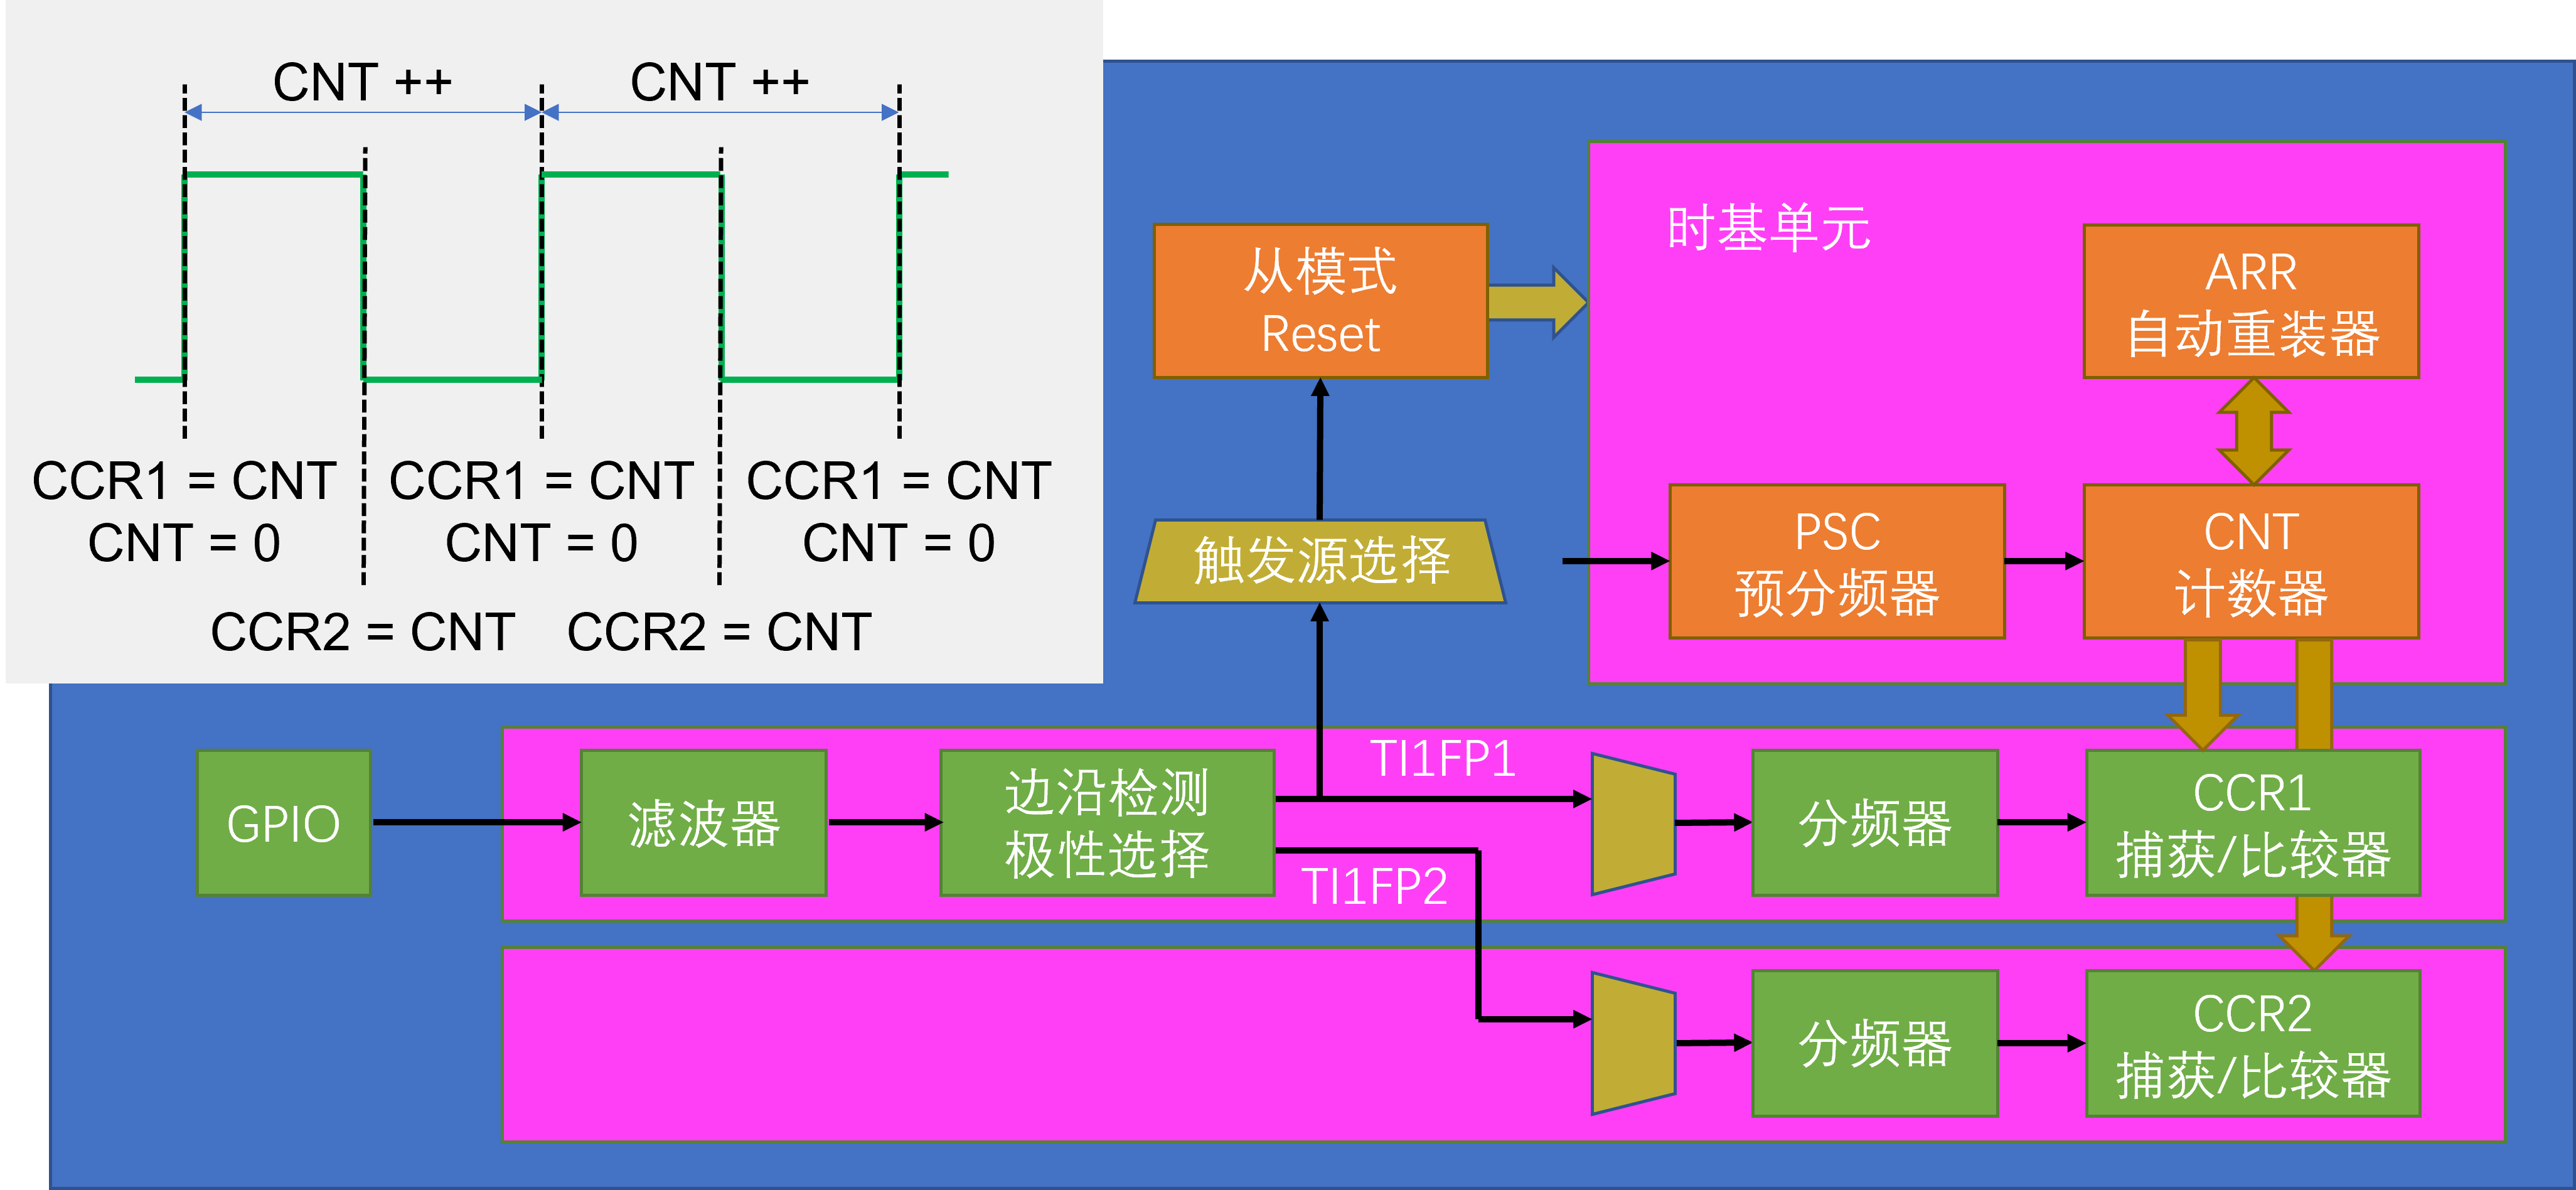 CNT ++
CNT ++
CCR1 = CNT
CNT = 0
CCR1 = CNT
CNT = 0
CCR1 = CNT
CNT = 0
CCR2 = CNT
CCR2 = CNT
从模式
Reset
触发源选择
时基单元
ARR
自动重装器
PSC
预分频器
CNT
计数器
GPIO
滤波器
边沿检测
极性选择
TI1FP1
TI1FP2
分频器
CCR1
捕获/比较器
分频器
CCR2
捕获/比较器